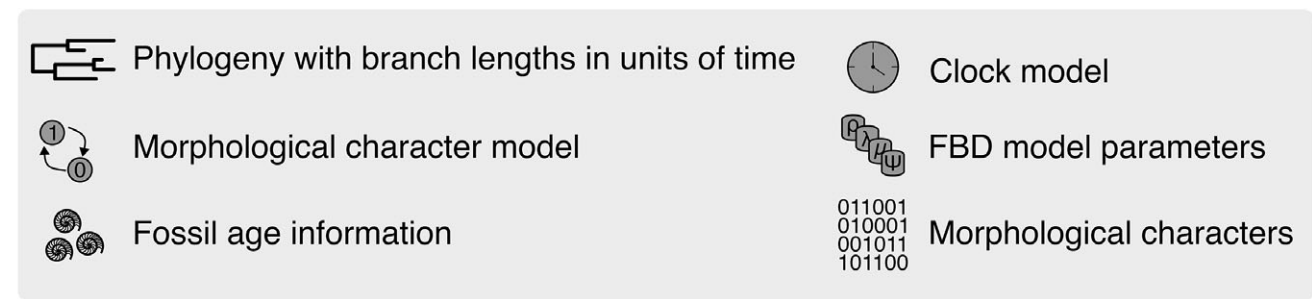 Phylogeny with branch lengths in units of time
Clock model
1
0
Morphological character model
ρ
λ
μ
ψ
FBD model parameters
Fossil age information
011001
010001
001011
101100
Morphological characters